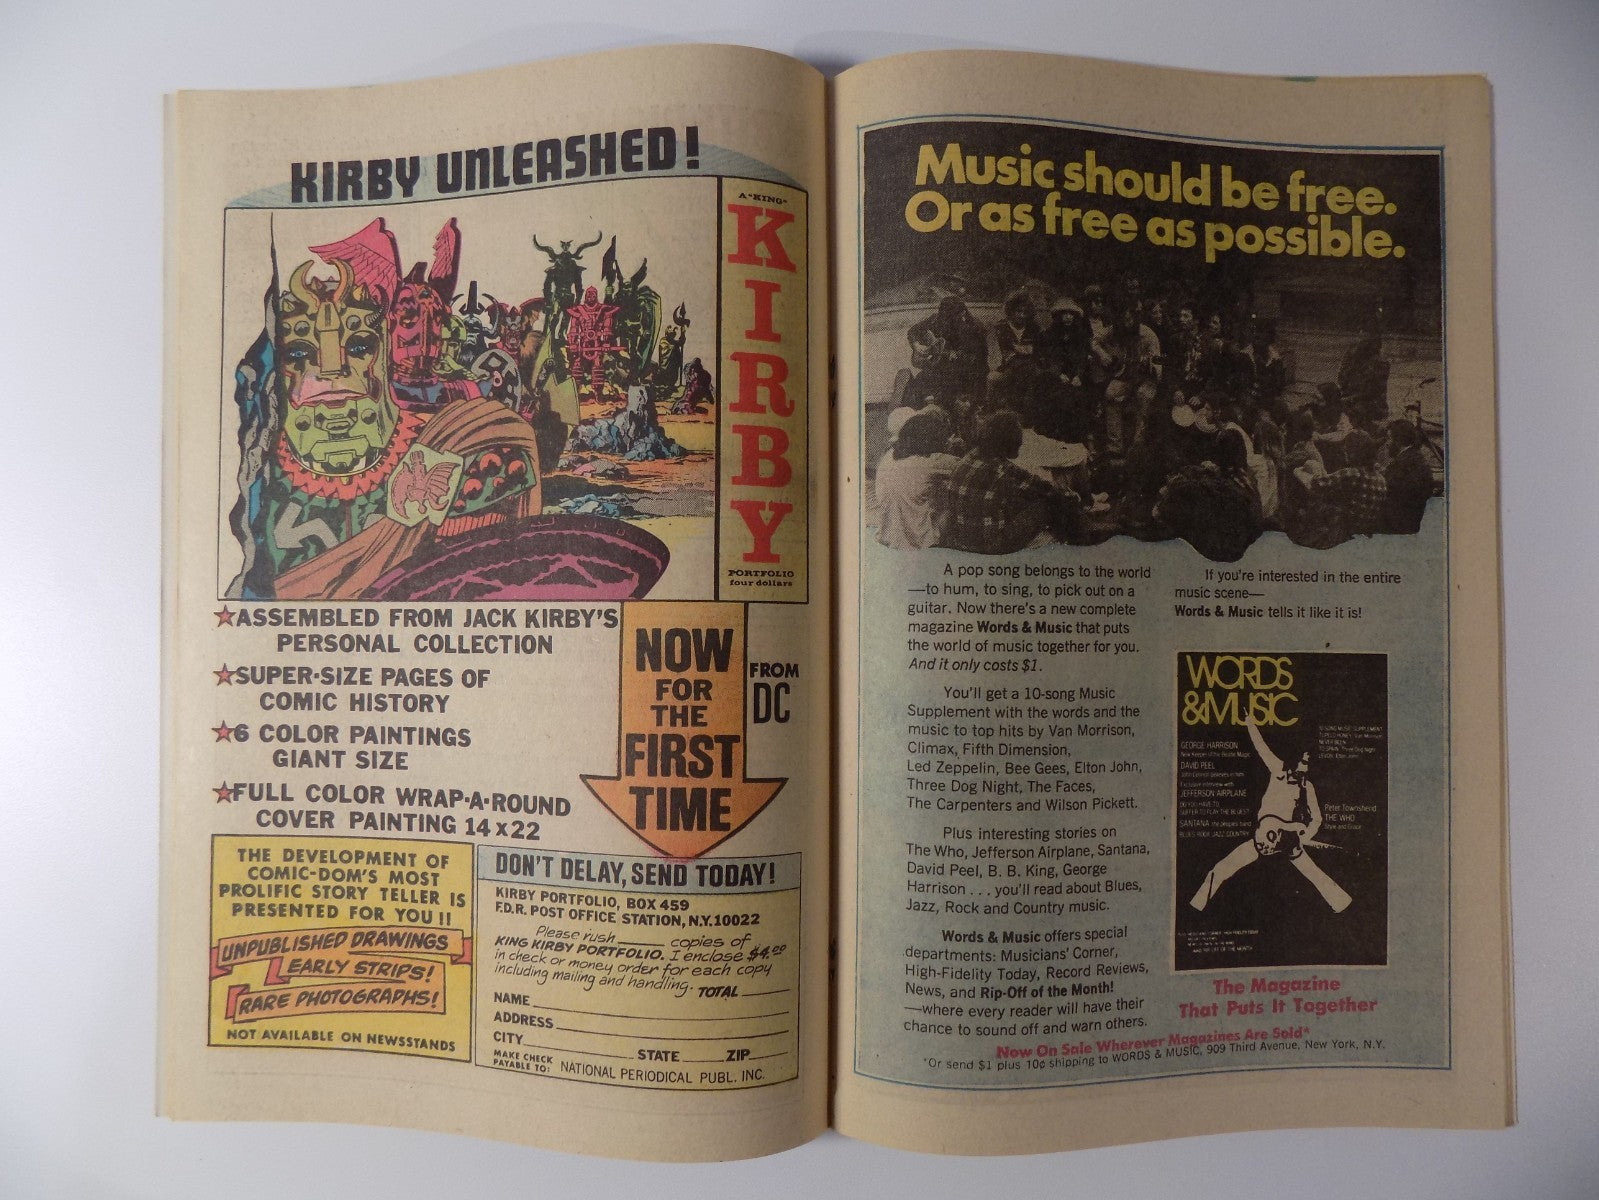 KIRBY UNLEASHED!
A "KING"
KIRBY
PORTFOLIO
four dollars
★ASSEMBLED FROM JACK KIRBY'S
PERSONAL COLLECTION
★SUPER-SIZE PAGES OF
COMIC HISTORY
★6 COLOR PAINTINGS
GIANT SIZE
★FULL COLOR WRAP-A-ROUND
COVER PAINTING 14 x 22
NOW
FOR
THE
FIRST
TIME
FROM
DC
THE DEVELOPMENT OF
COMIC-DOM'S MOST
PROLIFIC STORY TELLER IS
PRESENTED FOR YOU !!
UNPUBLISHED DRAWINGS
EARLY STRIPS!
RARE PHOTOGRAPHS!
NOT AVAILABLE ON NEWSSTANDS
DON'T DELAY, SEND TODAY!
KIRBY PORTFOLIO, BOX 459
F.D.R. POST OFFICE STATION, N.Y. 10022
Please rush ______ copies of
KING KIRBY PORTFOLIO. I enclose $4.00
in check or money order for each copy
including mailing and handling. TOTAL ______
NAME
ADDRESS
CITY ______ STATE ______ ZIP ______
MAKE CHECK
PAYABLE TO: NATIONAL PERIODICAL PUBL. INC.
Music should be free.
Or as free as possible.
A pop song belongs to the world
—to hum, to sing, to pick out on a
guitar. Now there's a new complete
magazine Words & Music that puts
the world of music together for you.
And it only costs $1.
You'll get a 10-song Music
Supplement with the words and the
music to top hits by Van Morrison,
Climax, Fifth Dimension,
Led Zeppelin, Bee Gees, Elton John,
Three Dog Night, The Faces,
The Carpenters and Wilson Pickett.
Plus interesting stories on
The Who, Jefferson Airplane, Santana,
David Peel, B. B. King, George
Harrison . . . you'll read about Blues,
Jazz, Rock and Country music.
Words & Music offers special
departments: Musicians' Corner,
High-Fidelity Today, Record Reviews,
News, and Rip-Off of the Month!
—where every reader will have their
chance to sound off and warn others.
If you're interested in the entire
music scene—
Words & Music tells it like it is!
WORDS
&MUSIC
GEORGE HARRISON
DAVID PEEL
JEFFERSON AIRPLANE
SANTANA
BLUES ROCK JAZZ COUNTRY
10 SONG MUSIC SUPPLEMENT
Peter Townshend
THE WHO
The Magazine
That Puts It Together
Now On Sale Wherever Magazines Are Sold*
*Or send $1 plus 10¢ shipping to WORDS & MUSIC, 909 Third Avenue, New York, N.Y.